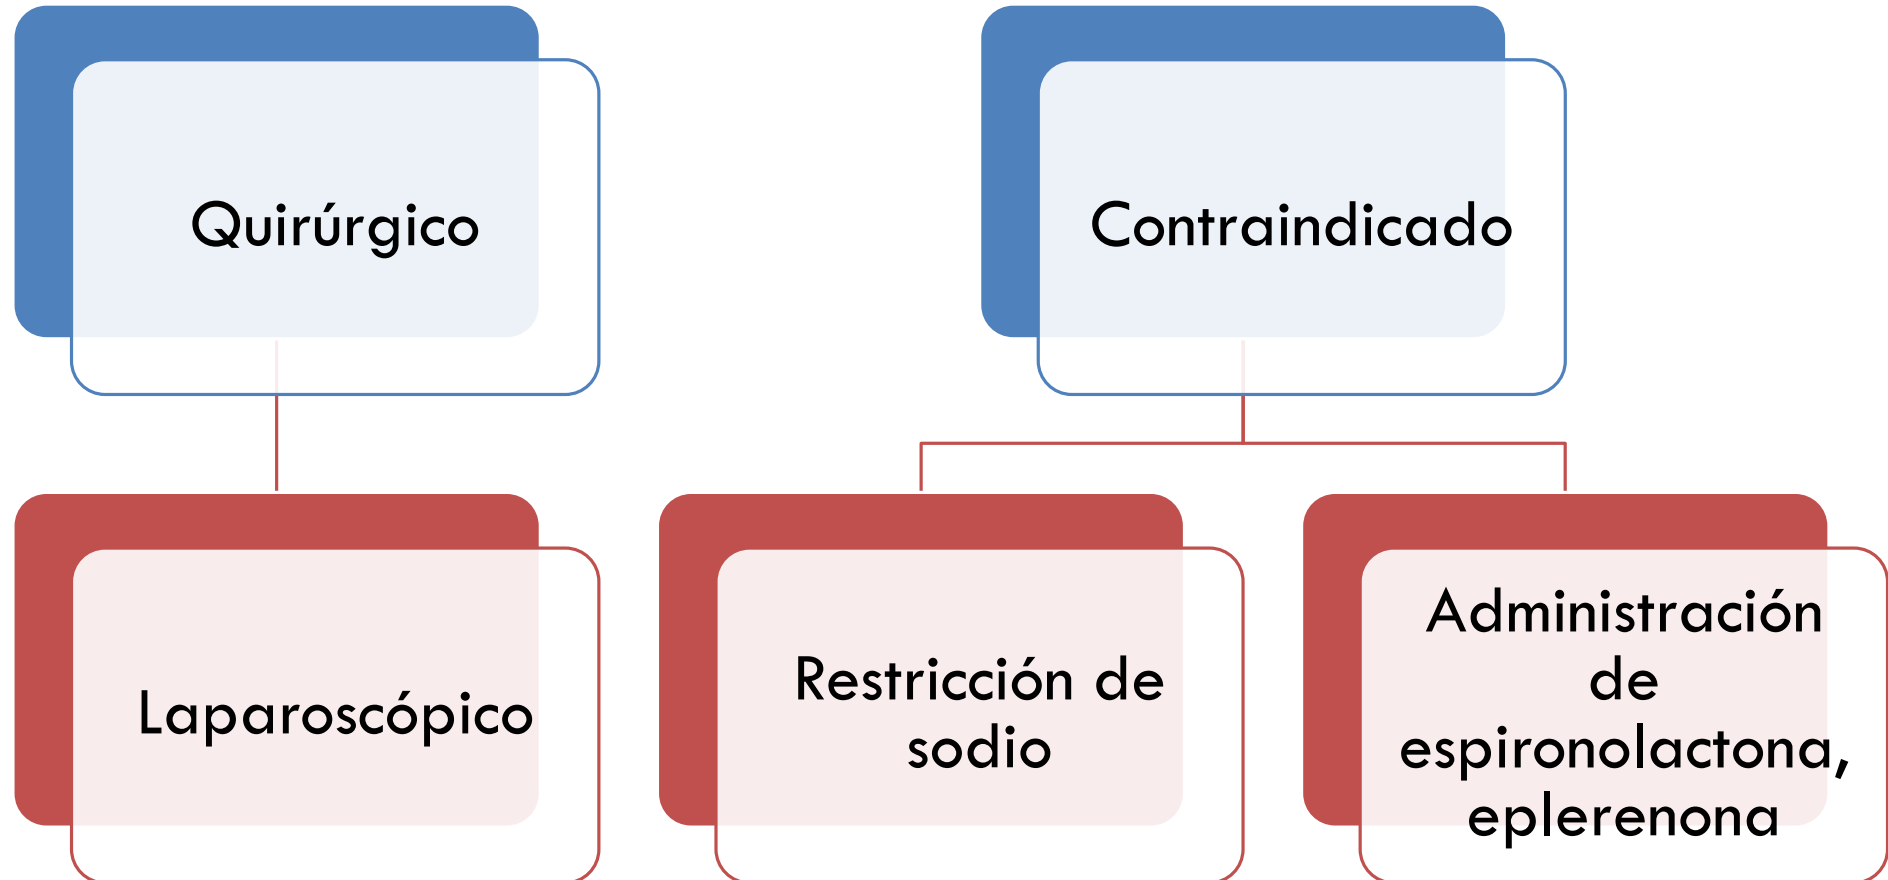 Quirúrgico
Contraindicado
Laparoscópico
Restricción de
sodio
Administración
de
espironolactona,
eplerenona